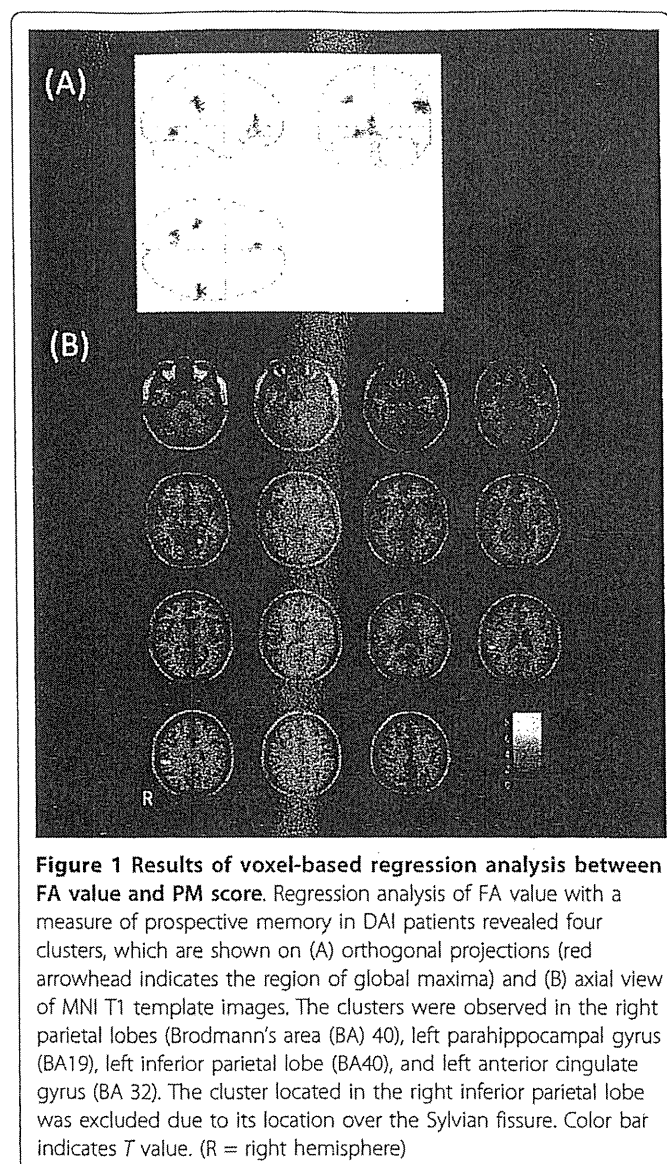 (A)
(B)
R
Figure 1 Results of voxel-based regression analysis between
FA value and PM score. Regression analysis of FA value with a
measure of prospective memory in DAI patients revealed four
clusters, which are shown on (A) orthogonal projections (red
arrowhead indicates the region of global maxima) and (B) axial view
of MNI T1 template images. The clusters were observed in the right
parietal lobes (Brodmann's area (BA) 40), left parahippocampal gyrus
(BA19), left inferior parietal lobe (BA40), and left anterior cingulate
gyrus (BA 32). The cluster located in the right inferior parietal lobe
was excluded due to its location over the Sylvian fissure. Color bar
indicates T value. (R = right hemisphere)